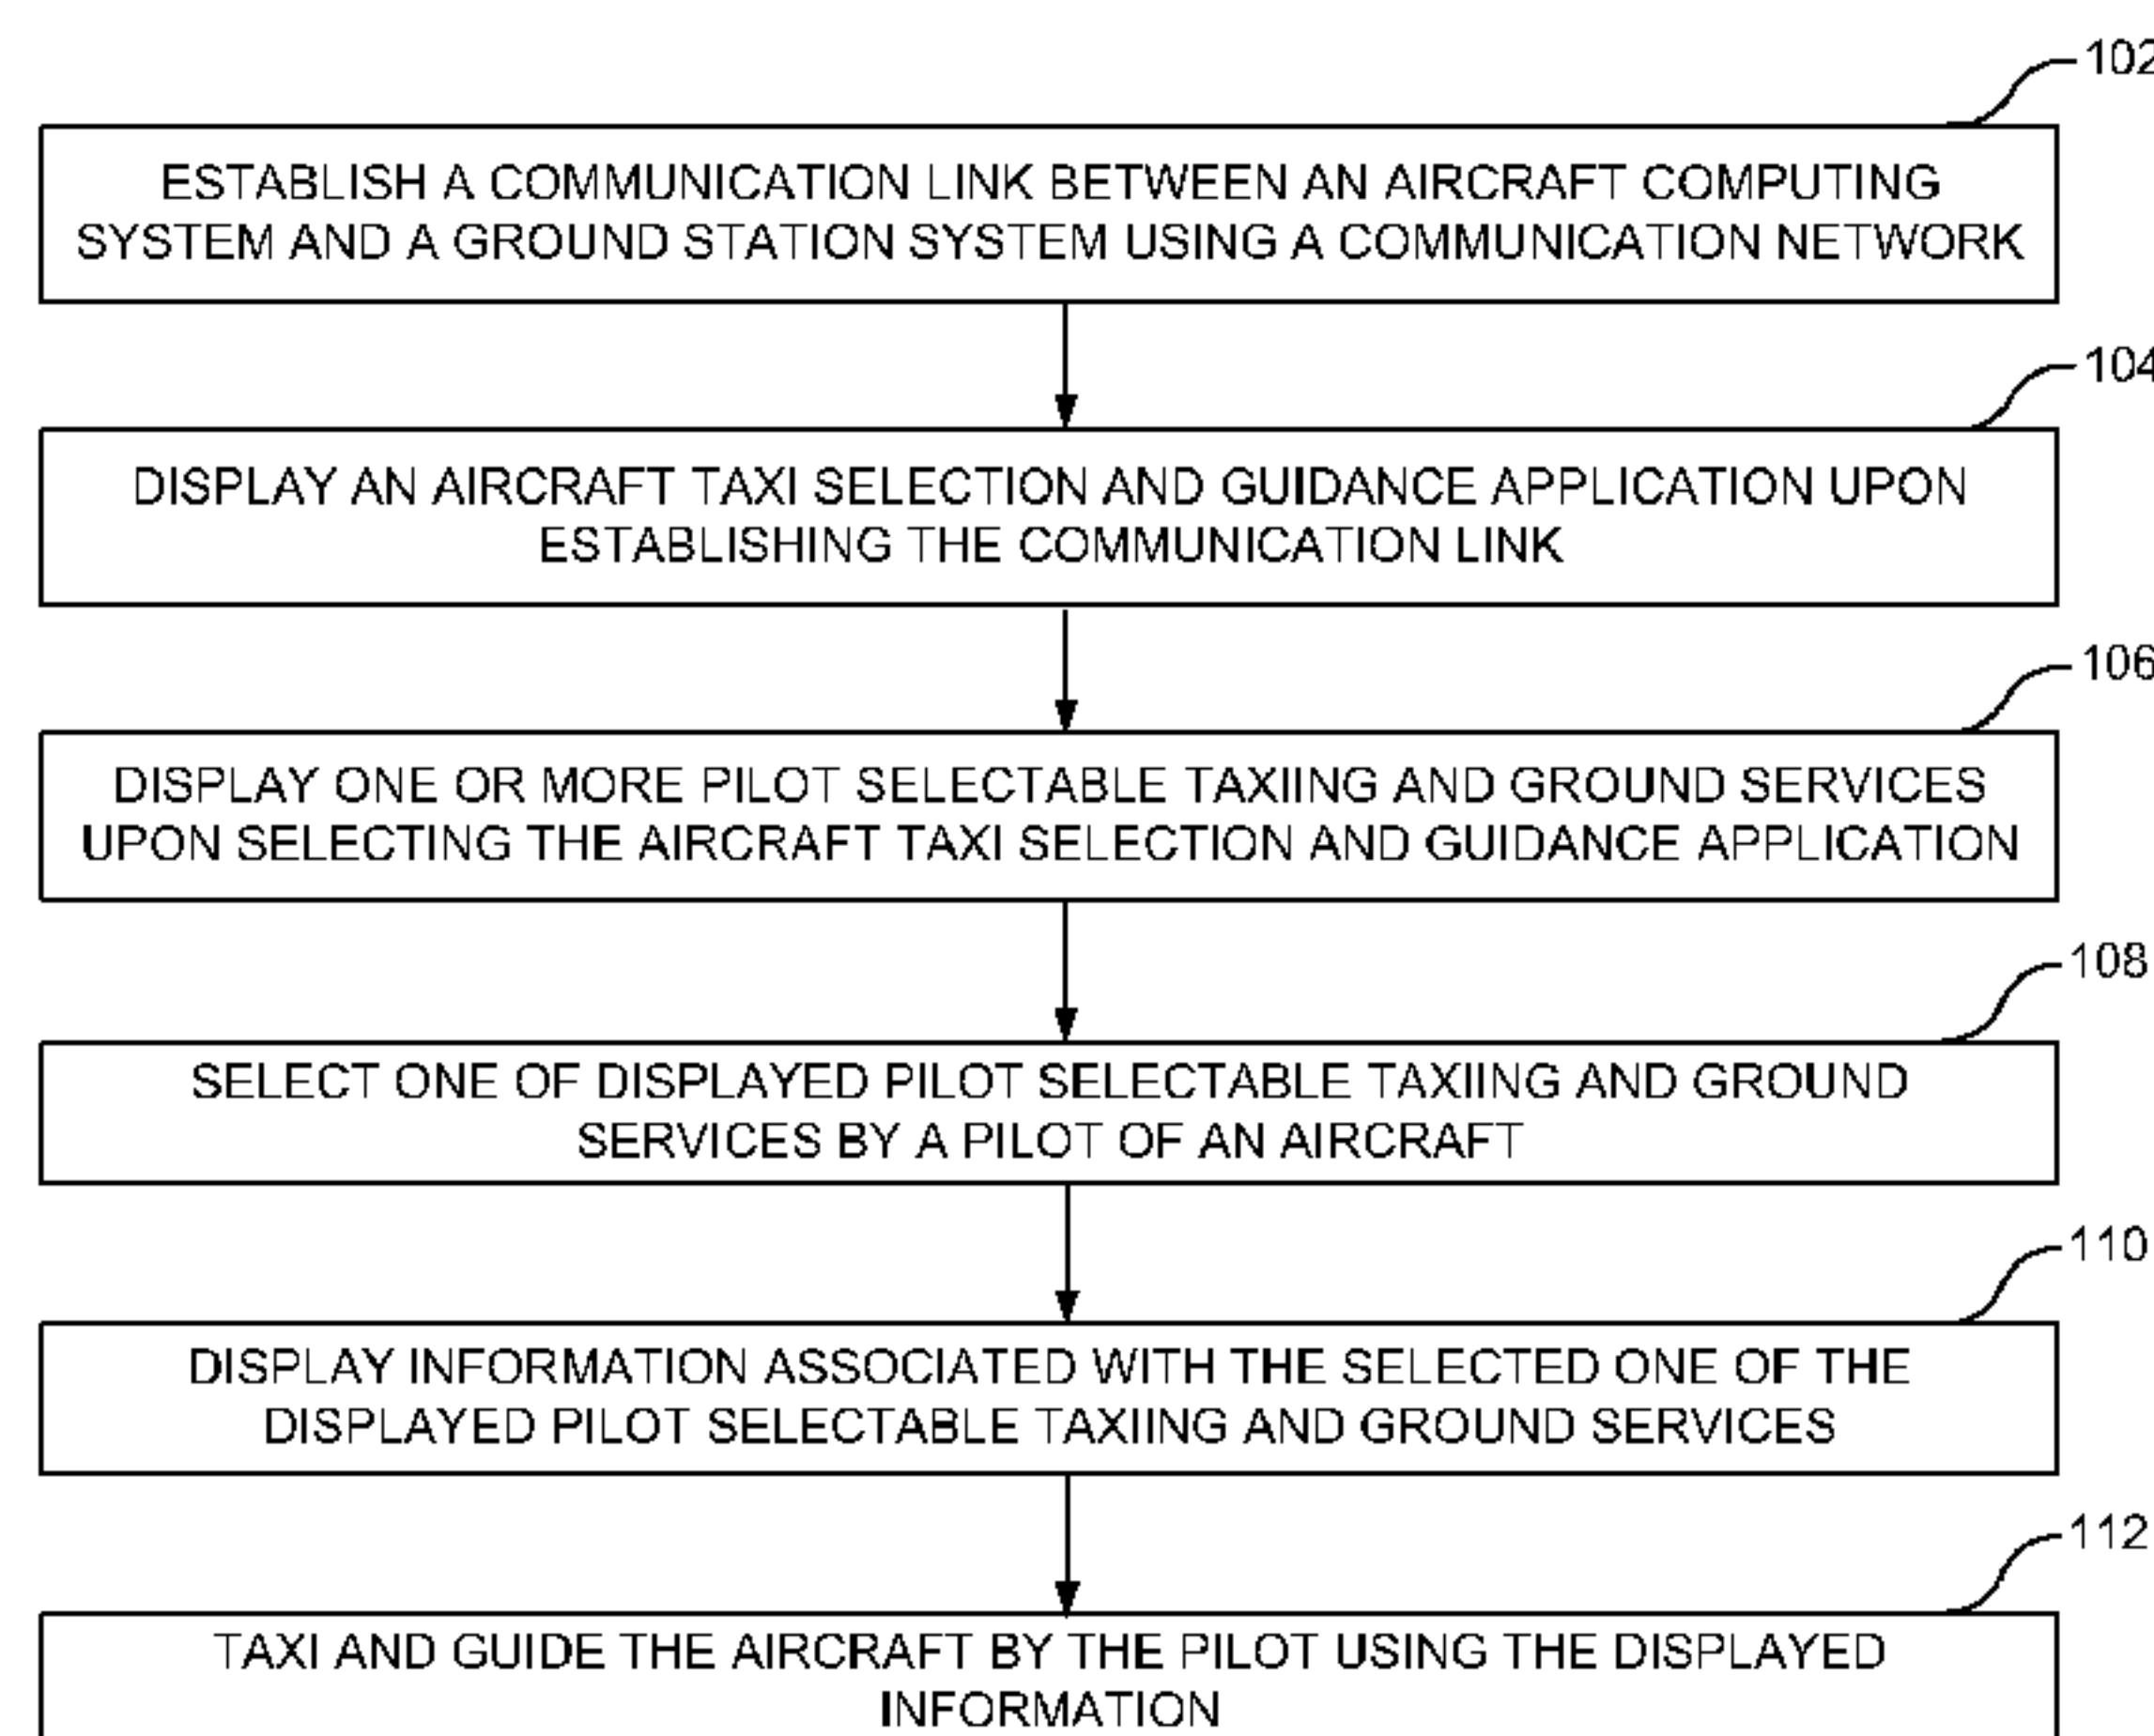 102
ESTABLISH A COMMUNICATION LINK BETWEEN AN AIRCRAFT COMPUTING
SYSTEM AND A GROUND STATION SYSTEM USING A COMMUNICATION NETWORK
104
DISPLAY AN AIRCRAFT TAXI SELECTION AND GUIDANCE APPLICATION UPON
ESTABLISHING THE COMMUNICATION LINK
106
DISPLAY ONE OR MORE PILOT SELECTABLE TAXIING AND GROUND SERVICES
UPON SELECTING THE AIRCRAFT TAXI SELECTION AND GUIDANCE APPLICATION
108
SELECT ONE OF DISPLAYED PILOT SELECTABLE TAXIING AND GROUND
SERVICES BY A PILOT OF AN AIRCRAFT
110
DISPLAY INFORMATION ASSOCIATED WITH THE SELECTED ONE OF THE
DISPLAYED PILOT SELECTABLE TAXIING AND GROUND SERVICES
112
TAXI AND GUIDE THE AIRCRAFT BY THE PILOT USING THE DISPLAYED
INFORMATION